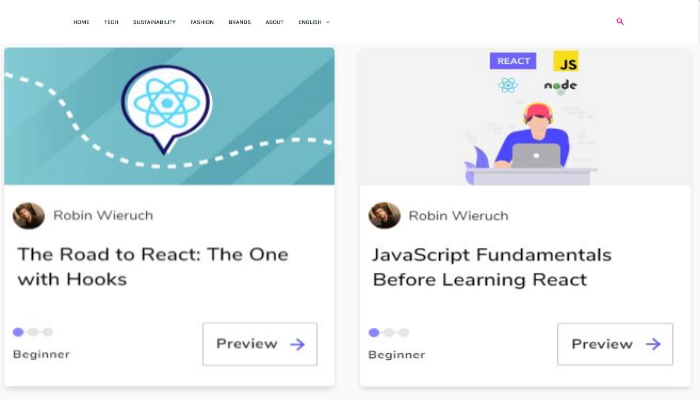 HOME TECH SUSTAINABILITY FASHION BRANDS ABOUT ENGLISH
REACT
JS
node
Robin Wieruch
The Road to React: The One
with Hooks
Beginner
Preview
Robin Wieruch
JavaScript Fundamentals
Before Learning React
Beginner
Preview